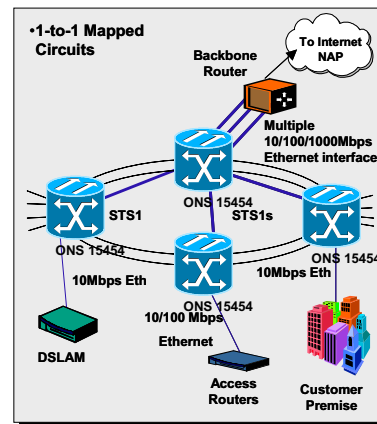 •1-to-1 Mapped
Circuits
To Internet
NAP
Backbone
Router
Multiple
10/100/1000Mbps
Ethernet interface
STS1
ONS 15454
STS1s
ONS 15454
10Mbps Eth
ONS 15454
10Mbps Eth
ONS 15454
10/100 Mbps
Ethernet
DSLAM
Access
Routers
Customer
Premise